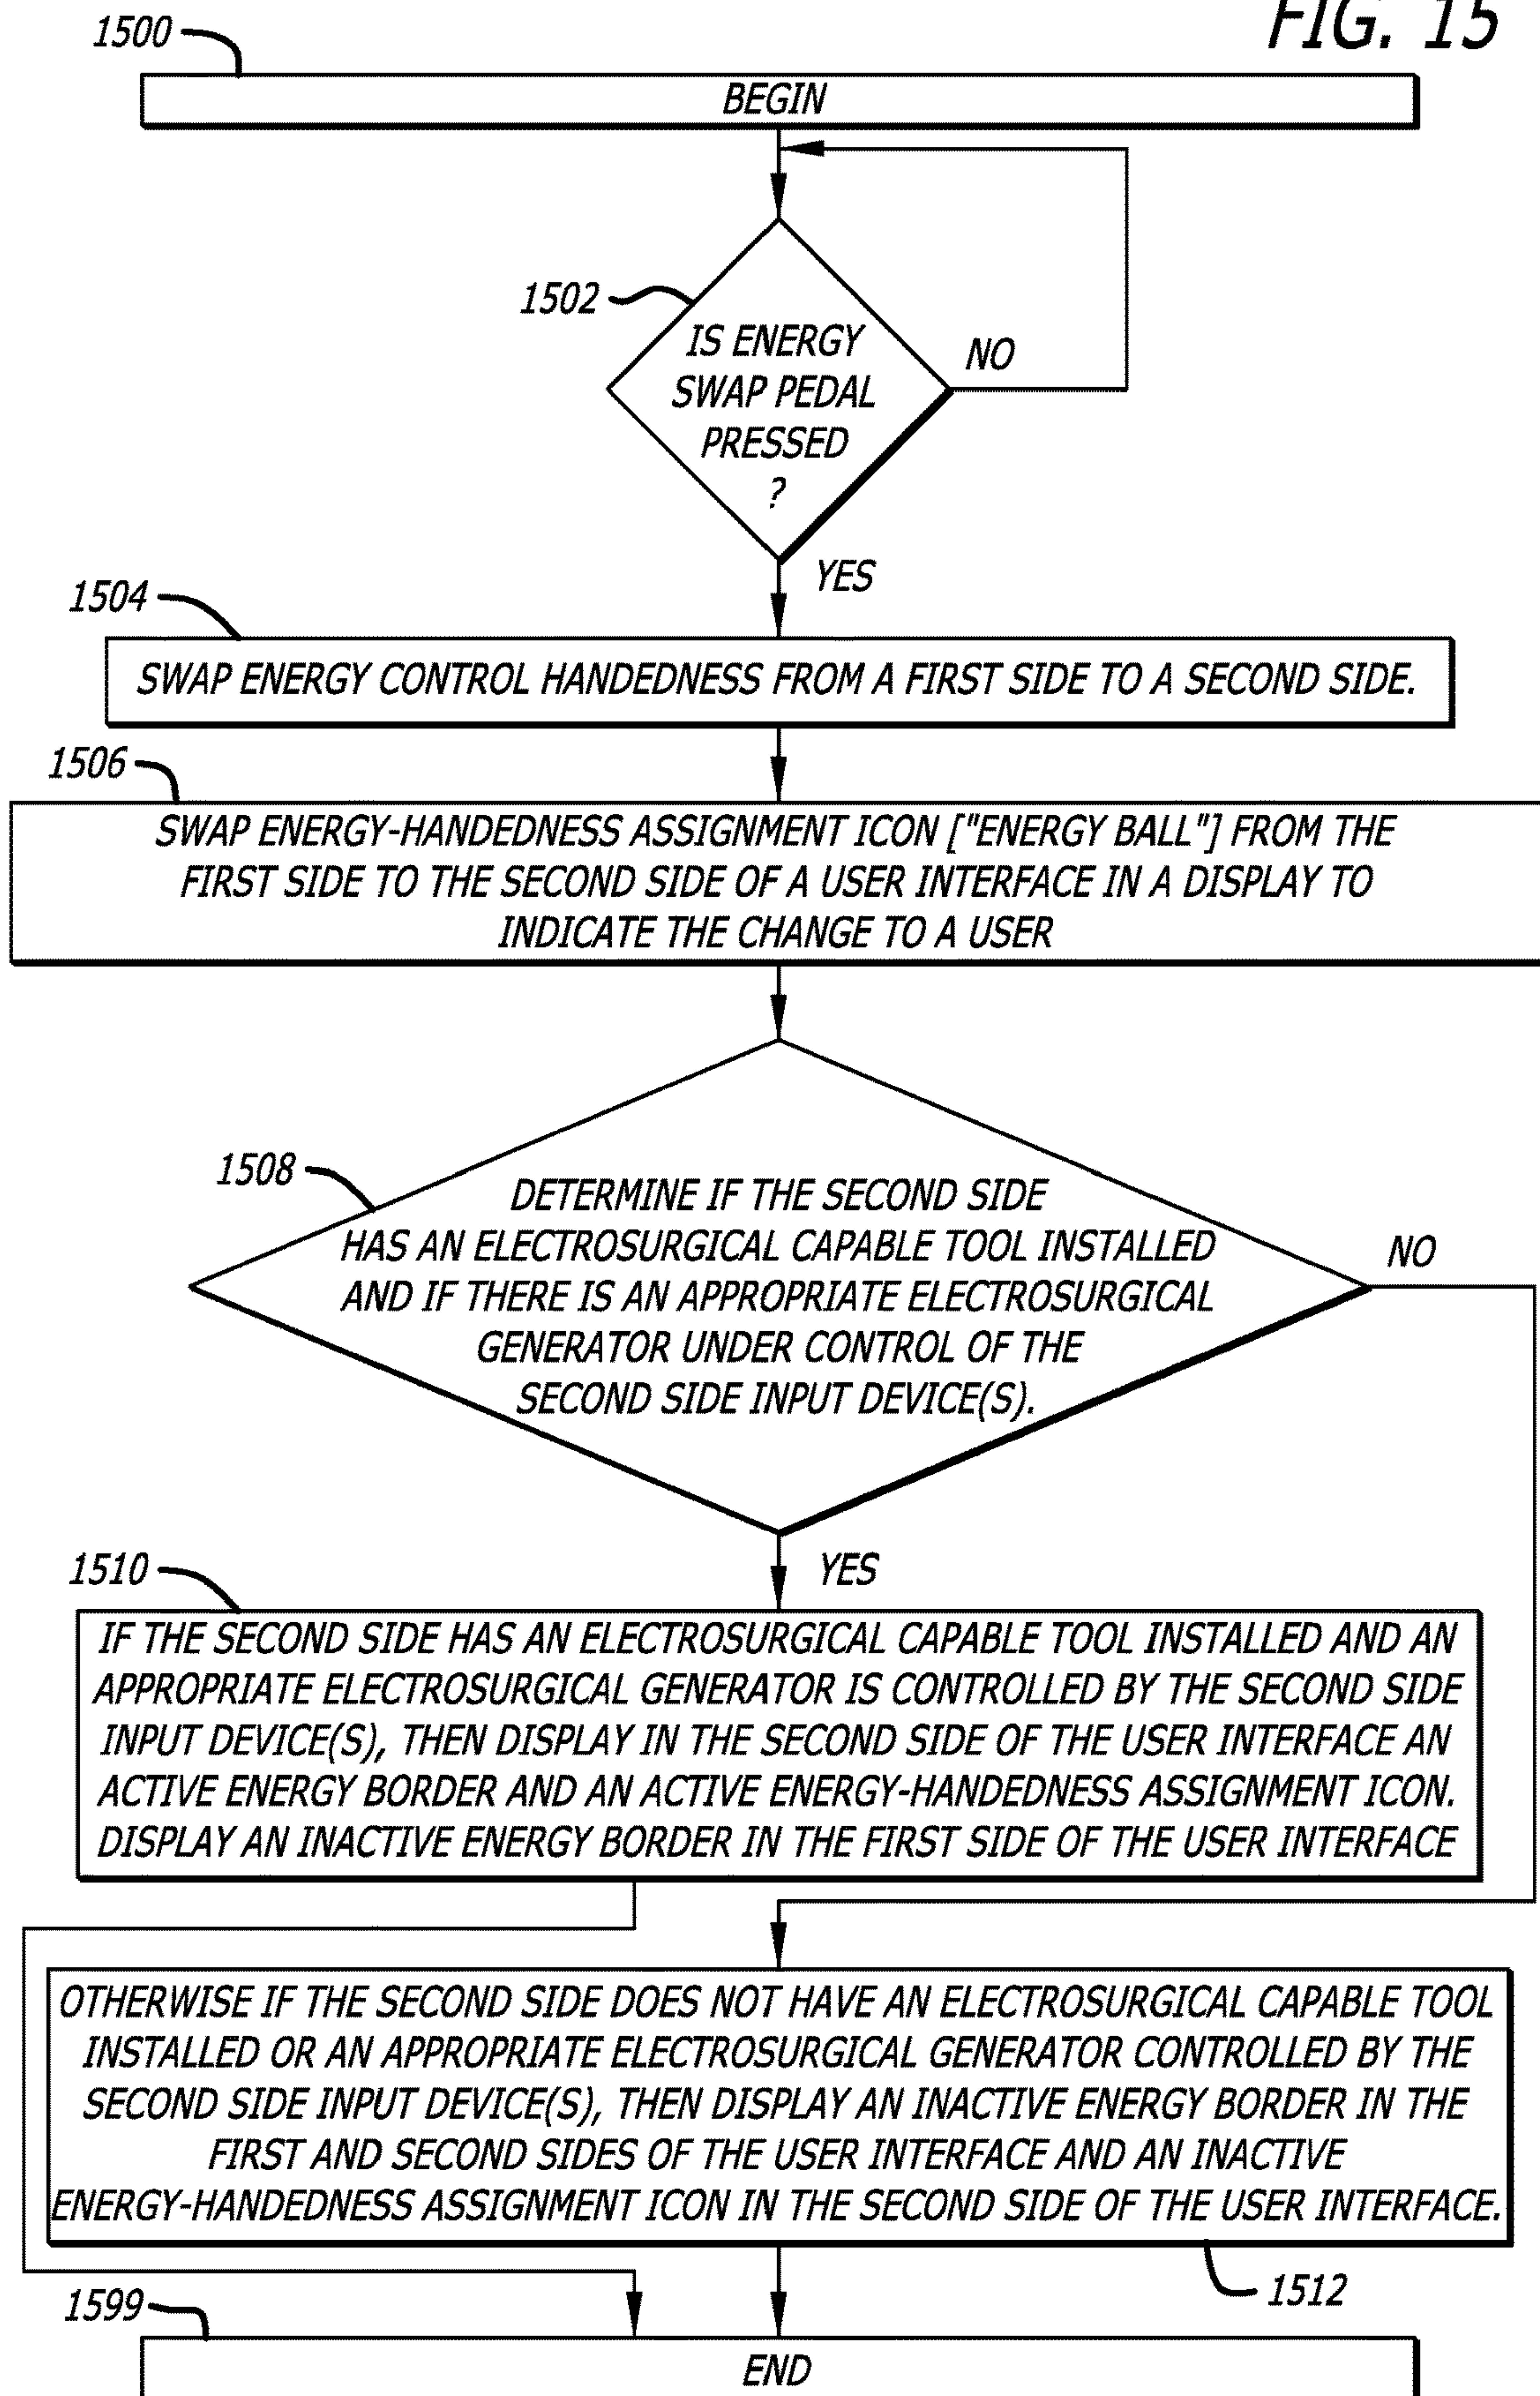 FIG. 15
1500
BEGIN
1502
IS ENERGY
SWAP PEDAL
PRESSED
?
NO
YES
1504
SWAP ENERGY CONTROL HANDEDNESS FROM A FIRST SIDE TO A SECOND SIDE.
1506
SWAP ENERGY-HANDEDNESS ASSIGNMENT ICON ["ENERGY BALL"] FROM THE
FIRST SIDE TO THE SECOND SIDE OF A USER INTERFACE IN A DISPLAY TO
INDICATE THE CHANGE TO A USER
1508
DETERMINE IF THE SECOND SIDE
HAS AN ELECTROSURGICAL CAPABLE TOOL INSTALLED
AND IF THERE IS AN APPROPRIATE ELECTROSURGICAL
GENERATOR UNDER CONTROL OF THE
SECOND SIDE INPUT DEVICE(S).
NO
YES
1510
IF THE SECOND SIDE HAS AN ELECTROSURGICAL CAPABLE TOOL INSTALLED AND AN
APPROPRIATE ELECTROSURGICAL GENERATOR IS CONTROLLED BY THE SECOND SIDE
INPUT DEVICE(S), THEN DISPLAY IN THE SECOND SIDE OF THE USER INTERFACE AN
ACTIVE ENERGY BORDER AND AN ACTIVE ENERGY-HANDEDNESS ASSIGNMENT ICON.
DISPLAY AN INACTIVE ENERGY BORDER IN THE FIRST SIDE OF THE USER INTERFACE
OTHERWISE IF THE SECOND SIDE DOES NOT HAVE AN ELECTROSURGICAL CAPABLE TOOL
INSTALLED OR AN APPROPRIATE ELECTROSURGICAL GENERATOR CONTROLLED BY THE
SECOND SIDE INPUT DEVICE(S), THEN DISPLAY AN INACTIVE ENERGY BORDER IN THE
FIRST AND SECOND SIDES OF THE USER INTERFACE AND AN INACTIVE
ENERGY-HANDEDNESS ASSIGNMENT ICON IN THE SECOND SIDE OF THE USER INTERFACE.
1512
1599
END